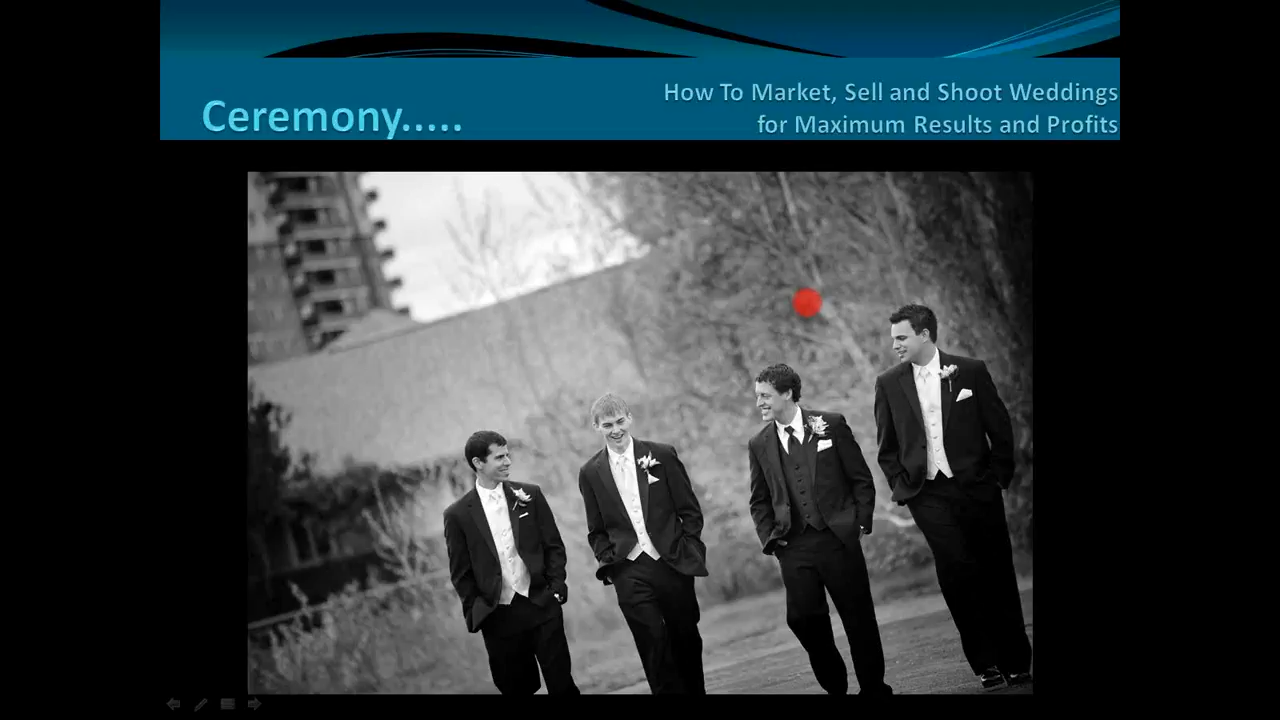 Ceremony.....
How To Market, Sell and Shoot Weddings
for Maximum Results and Profits